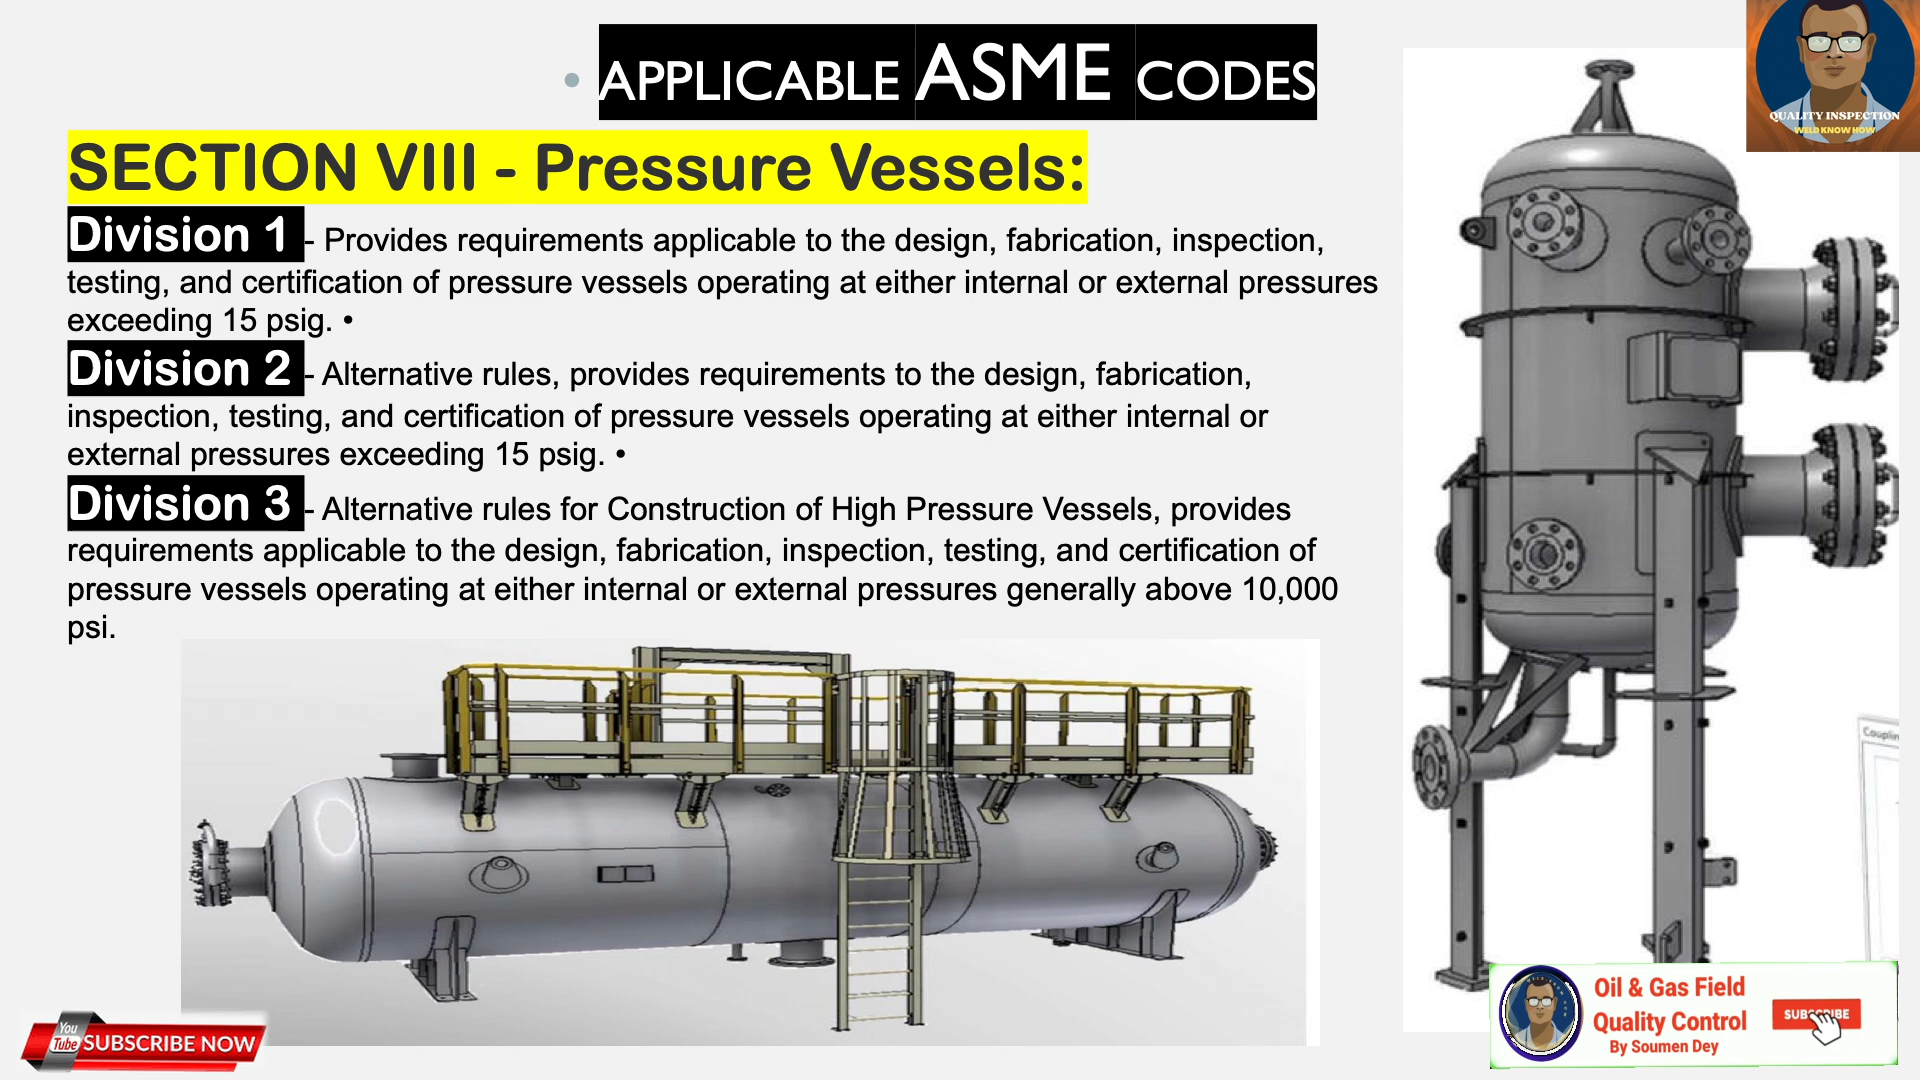 • APPLICABLE ASME CODES
QUALITY INSPECTION
WELD KNOW HOW
SECTION VIII - Pressure Vessels:
Division 1 - Provides requirements applicable to the design, fabrication, inspection,
testing, and certification of pressure vessels operating at either internal or external pressures
exceeding 15 psig. •
Division 2 - Alternative rules, provides requirements to the design, fabrication,
inspection, testing, and certification of pressure vessels operating at either internal or
external pressures exceeding 15 psig. •
Division 3 - Alternative rules for Construction of High Pressure Vessels, provides
requirements applicable to the design, fabrication, inspection, testing, and certification of
pressure vessels operating at either internal or external pressures generally above 10,000
psi.
Couplin
You
Tube SUBSCRIBE NOW
Oil & Gas Field
Quality Control
By Soumen Dey
SUBSCRIBE